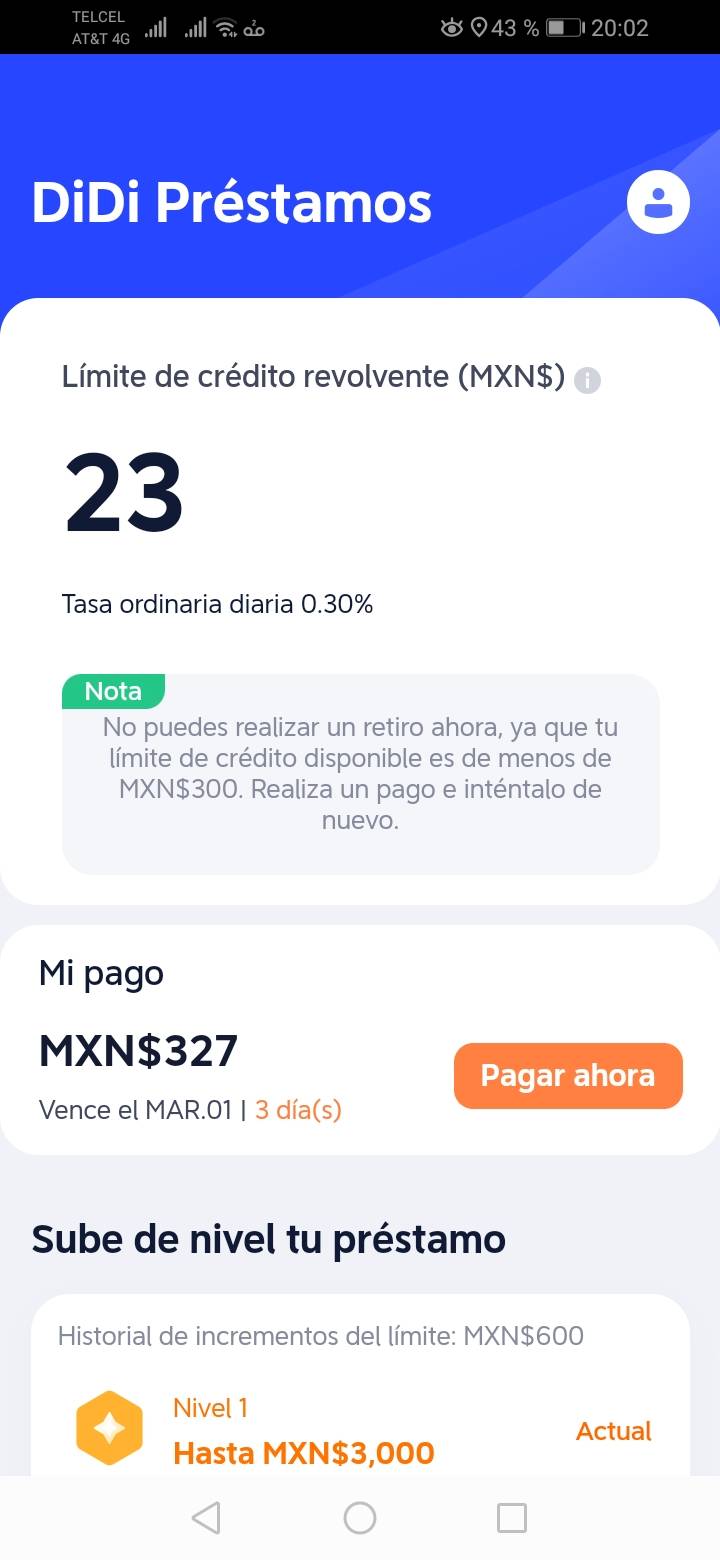 TELCEL
AT&T 4G
2
43 %
20:02
DiDi Préstamos
Límite de crédito revolvente (MXN$)
23
Tasa ordinaria diaria 0.30%
Nota
No puedes realizar un retiro ahora, ya que tu
límite de crédito disponible es de menos de
MXN$300. Realiza un pago e inténtalo de
nuevo.
Mi pago
MXN$327
Pagar ahora
Vence el MAR.01 | 3 día(s)
Sube de nivel tu préstamo
Historial de incrementos del límite: MXN$600
Nivel 1
Actual
Hasta MXN$3,000